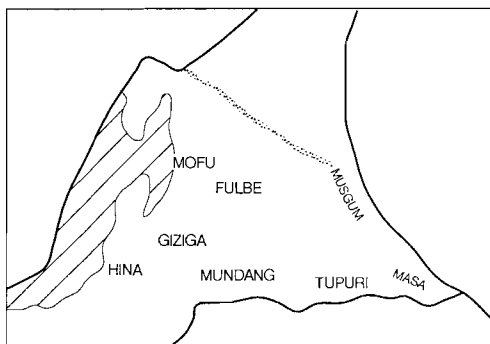 MOFU
FULBE
MUSGUM
GIZIGA
HINA
MUNDANG
TUPURI
MASA